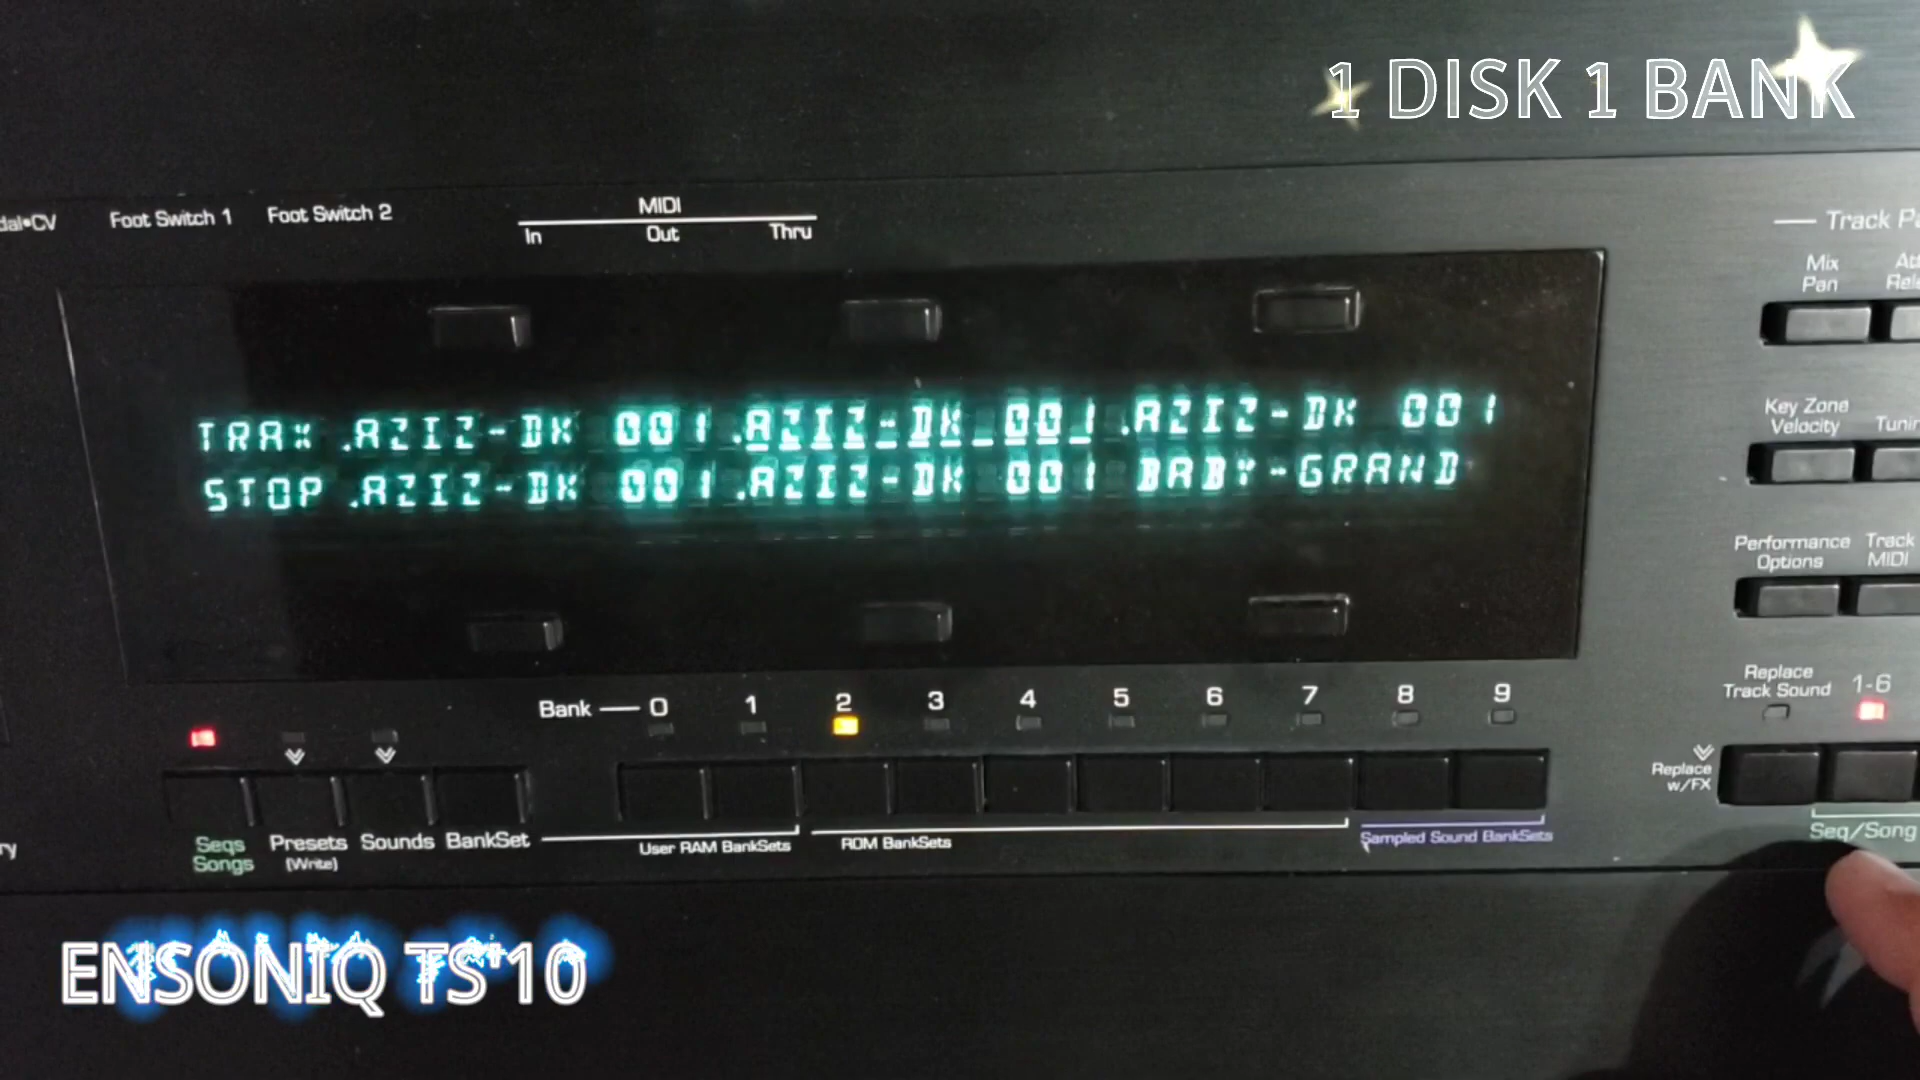 1 DISK 1 BANK
Foot Switch 1
Foot Switch 2
MIDI
In
Out
Thru
Track
Mix
Pan
TRAX .AZIZ-DK 001 .AZIZ-DK 001 .AZIZ-DK 001
STOP .AZIZ-DK 001 .AZIZ-DK 001 BABY-GRAND
Key Zone
Velocity
Performance
Options
Track
MIDI
Replace
Track Sound
1-6
Bank 0 1 2 3 4 5 6 7 8 9
Replace
w/FX
Seqs
Songs
Presets
(Write)
Sounds
BankSet
User RAM BankSets
ROM BankSets
Sampled Sound BankSets
Seq/Song
ENSONIQ TS'10